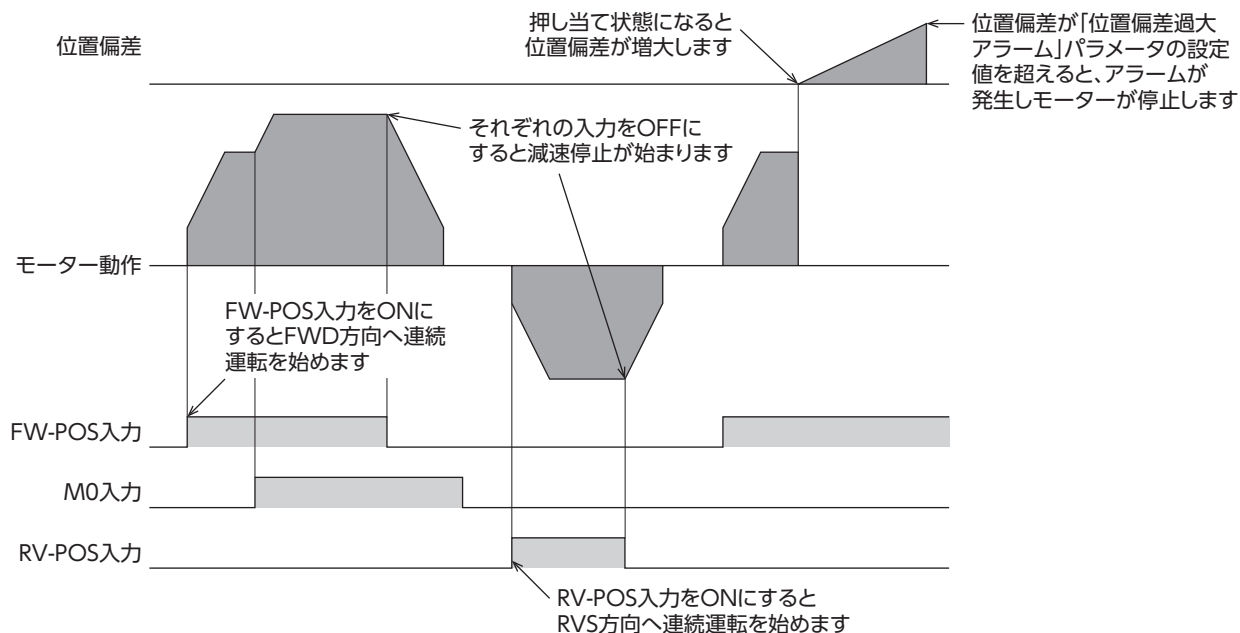 位置偏差
押し当て状態になると
位置偏差が増大します
位置偏差が「位置偏差過大
アラーム」パラメータの設定
値を超えると、アラームが
発生しモーターが停止します
それぞれの入力をOFFに
すると減速停止が始まります
モーター動作
FW-POS入力をONに
するとFWD方向へ連続
運転を始めます
FW-POS入力
M0入力
RV-POS入力
RV-POS入力をONにすると
RVS方向へ連続運転を始めます